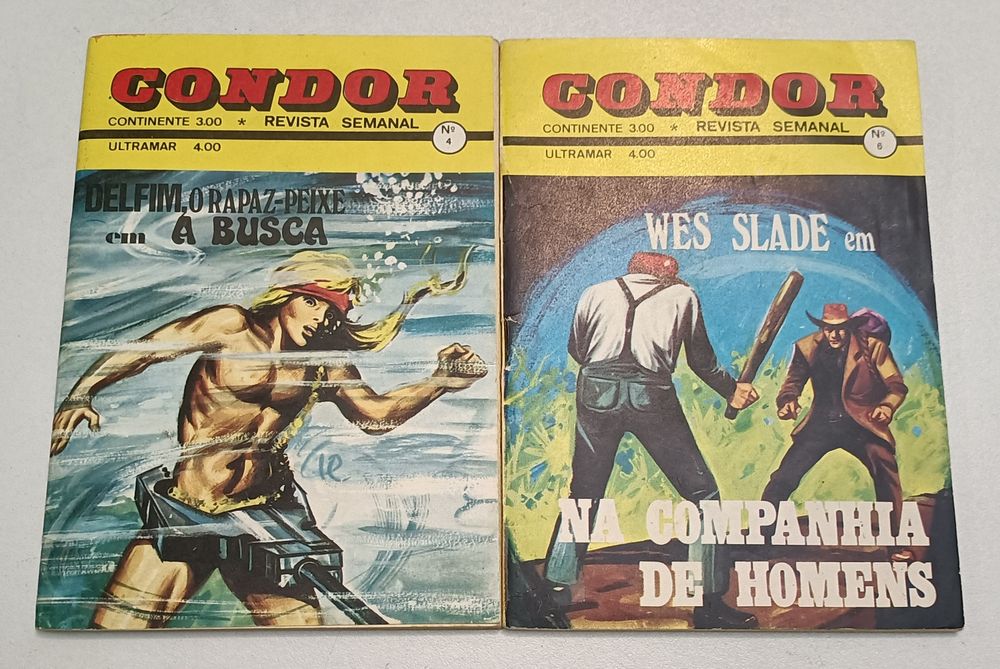 CONDOR
CONTINENTE 3.00 * REVISTA SEMANAL
Nº
4
ULTRAMAR 4.00
DELFIM, O RAPAZ-PEIXE
em À BUSCA
CONDOR
CONTINENTE 3.00 * REVISTA SEMANAL
Nº
6
ULTRAMAR 4.00
WES SLADE em
NA COMPANHIA
DE HOMENS